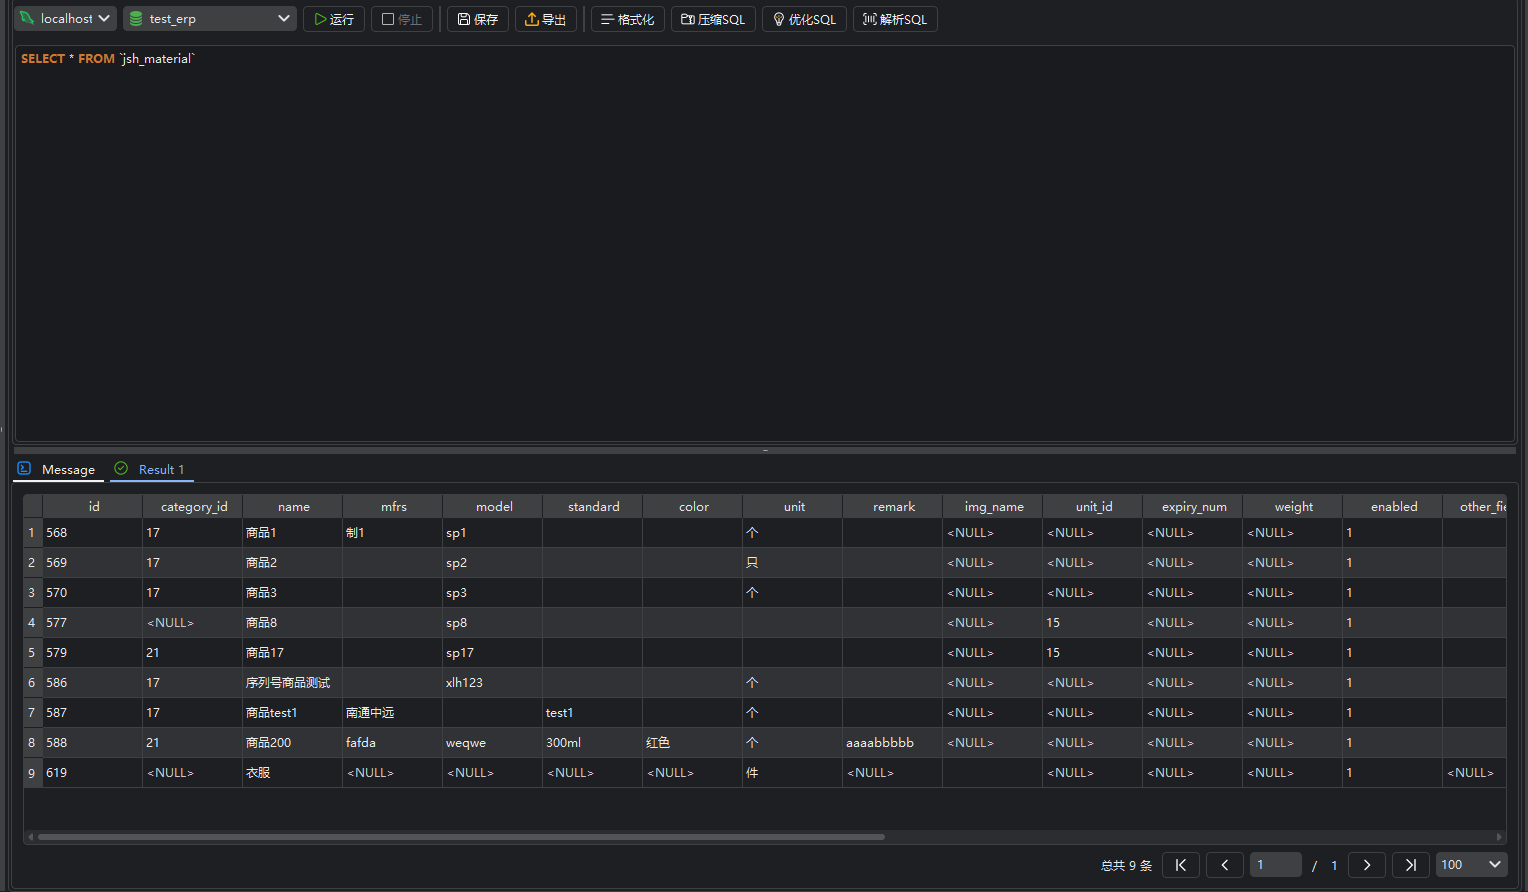 localhost test_erp 运行 停止 保存 导出 格式化 压缩SQL 优化SQL 解析SQL
SELECT * FROM `jsh_material`
Message Result 1
id category_id name mfrs model standard color unit remark img_name unit_id expiry_num weight enabled other_fie
1 568 17 商品1 制1 sp1 个 <NULL> <NULL> <NULL> <NULL> 1
2 569 17 商品2 sp2 只 <NULL> <NULL> <NULL> <NULL> 1
3 570 17 商品3 sp3 个 <NULL> <NULL> <NULL> <NULL> 1
4 577 <NULL> 商品8 sp8 <NULL> 15 <NULL> <NULL> 1
5 579 21 商品17 sp17 <NULL> 15 <NULL> <NULL> 1
6 586 17 序列号商品测试 xlh123 个 <NULL> <NULL> <NULL> <NULL> 1
7 587 17 商品test1 南通中远 test1 个 <NULL> <NULL> <NULL> <NULL> 1
8 588 21 商品200 fafda weqwe 300ml 红色 个 aaaabbbbb <NULL> <NULL> <NULL> <NULL> 1
9 619 <NULL> 衣服 <NULL> <NULL> <NULL> <NULL> 件 <NULL> <NULL> <NULL> <NULL> 1 <NULL>
总共 9 条 1 / 1 100